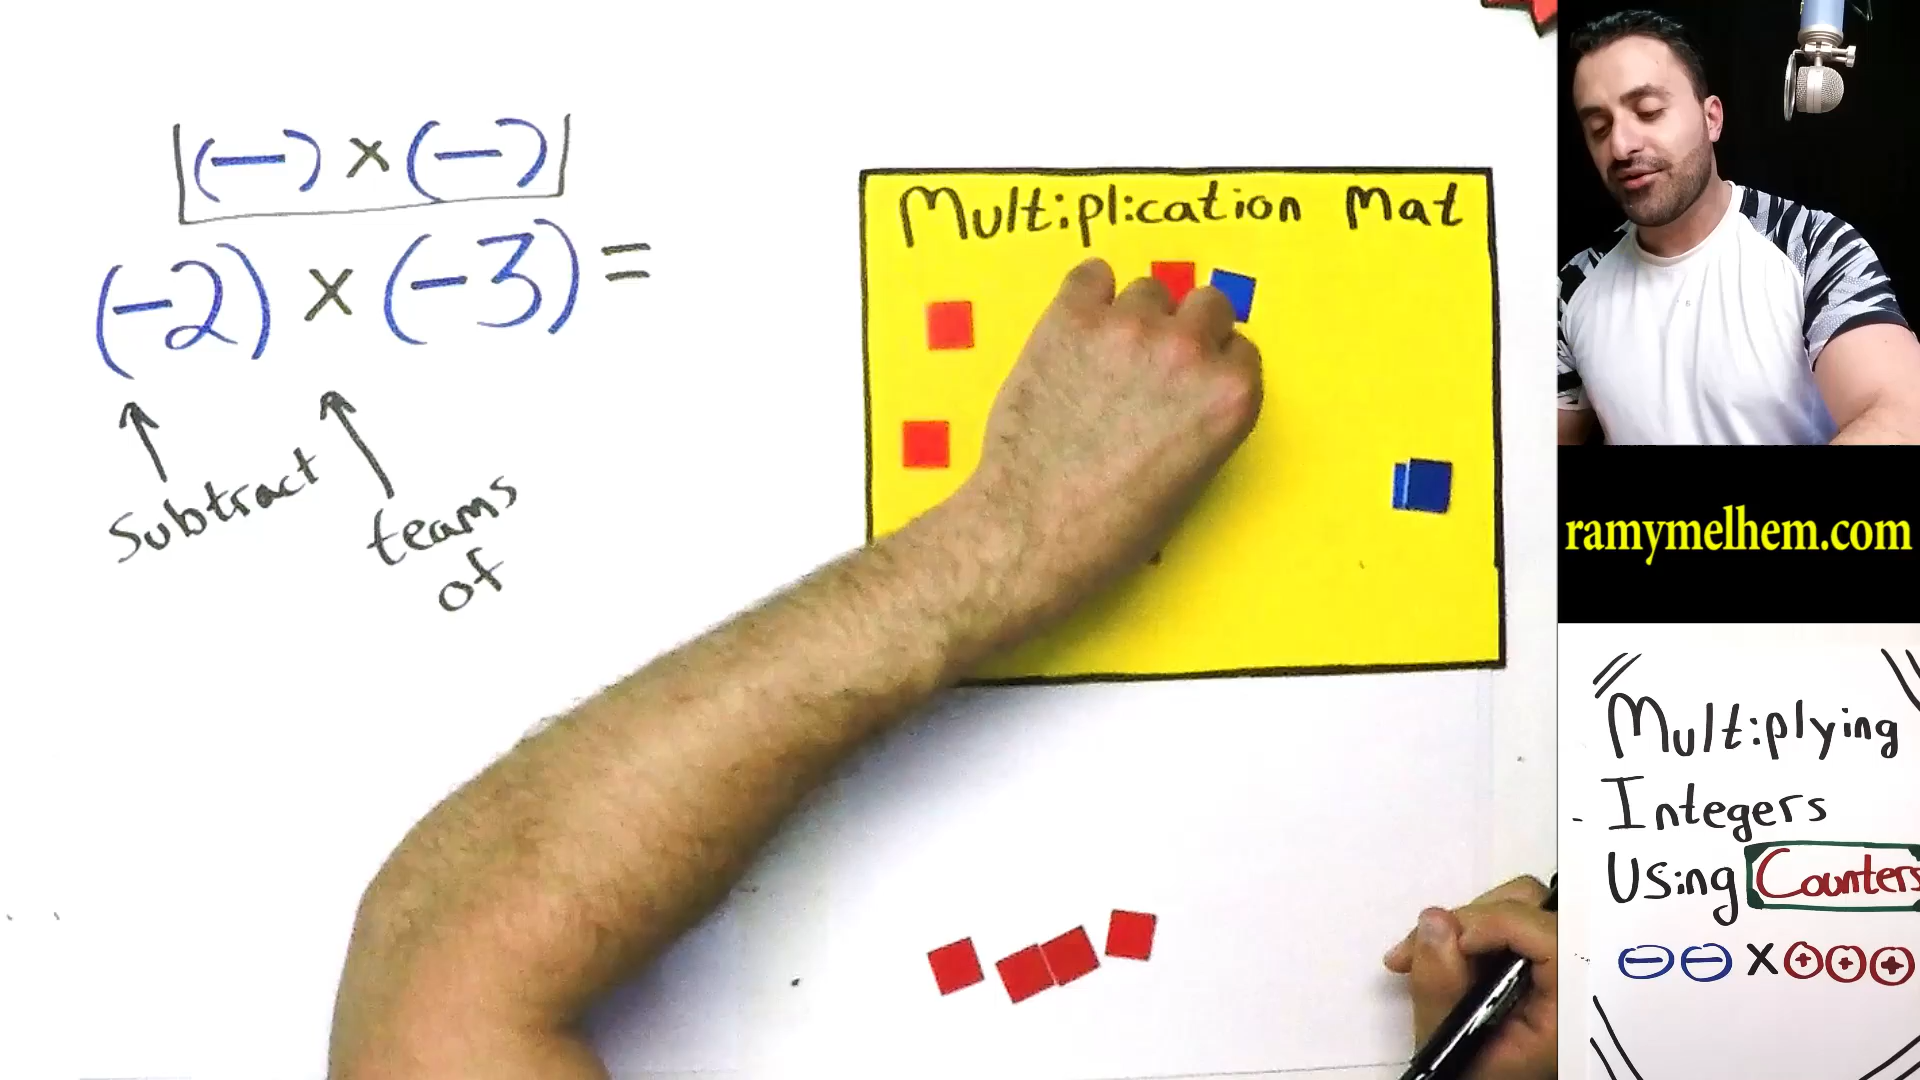 (−) × (−)
(-2) × (-3) =
Subtract
teams
of
Multiplication Mat
ramymelhem.com
Multiplying
Integers
Using Counters
− − × + + +